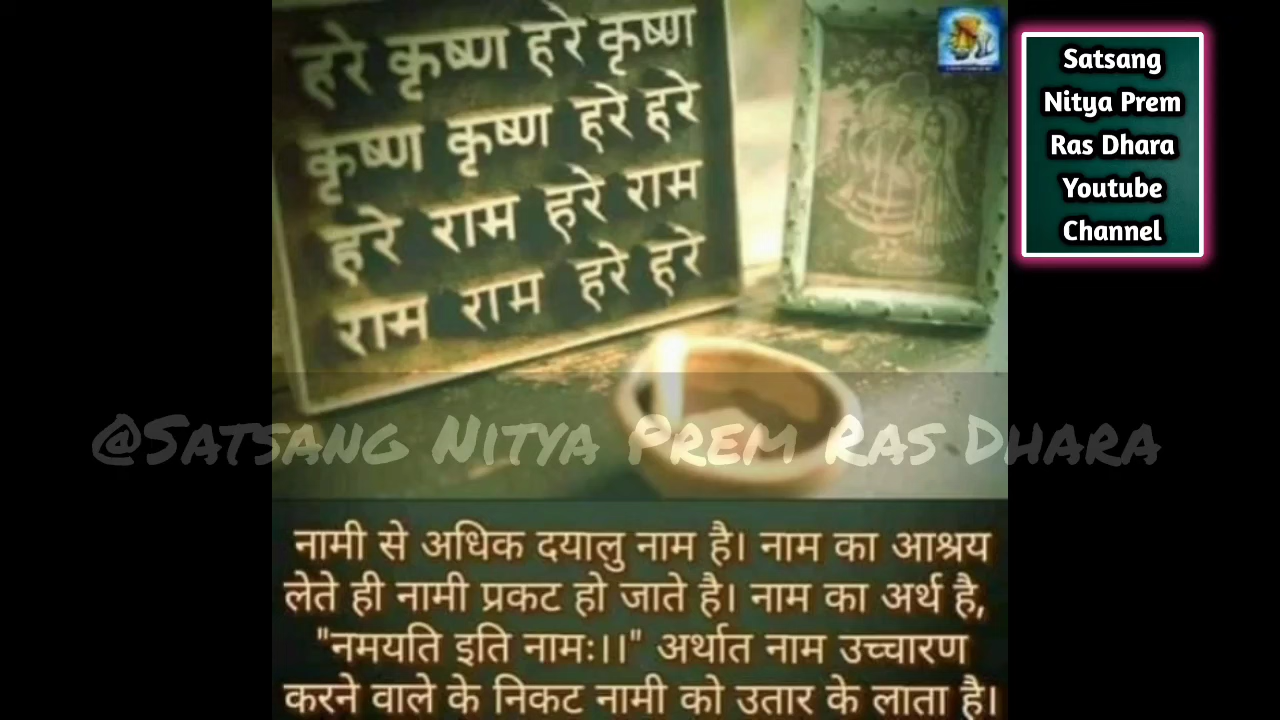 हरे कृष्ण हरे कृष्ण
कृष्ण कृष्ण हरे हरे
हरे राम हरे राम
राम राम हरे हरे
Satsang
Nitya Prem
Ras Dhara
Youtube
Channel
@Satsang Nitya Prem Ras Dhara
नामी से अधिक दयालु नाम है। नाम का आश्रय
लेते ही नामी प्रकट हो जाते है। नाम का अर्थ है,
"नमयति इति नामः।।" अर्थात नाम उच्चारण
करने वाले के निकट नामी को उतार के लाता है।